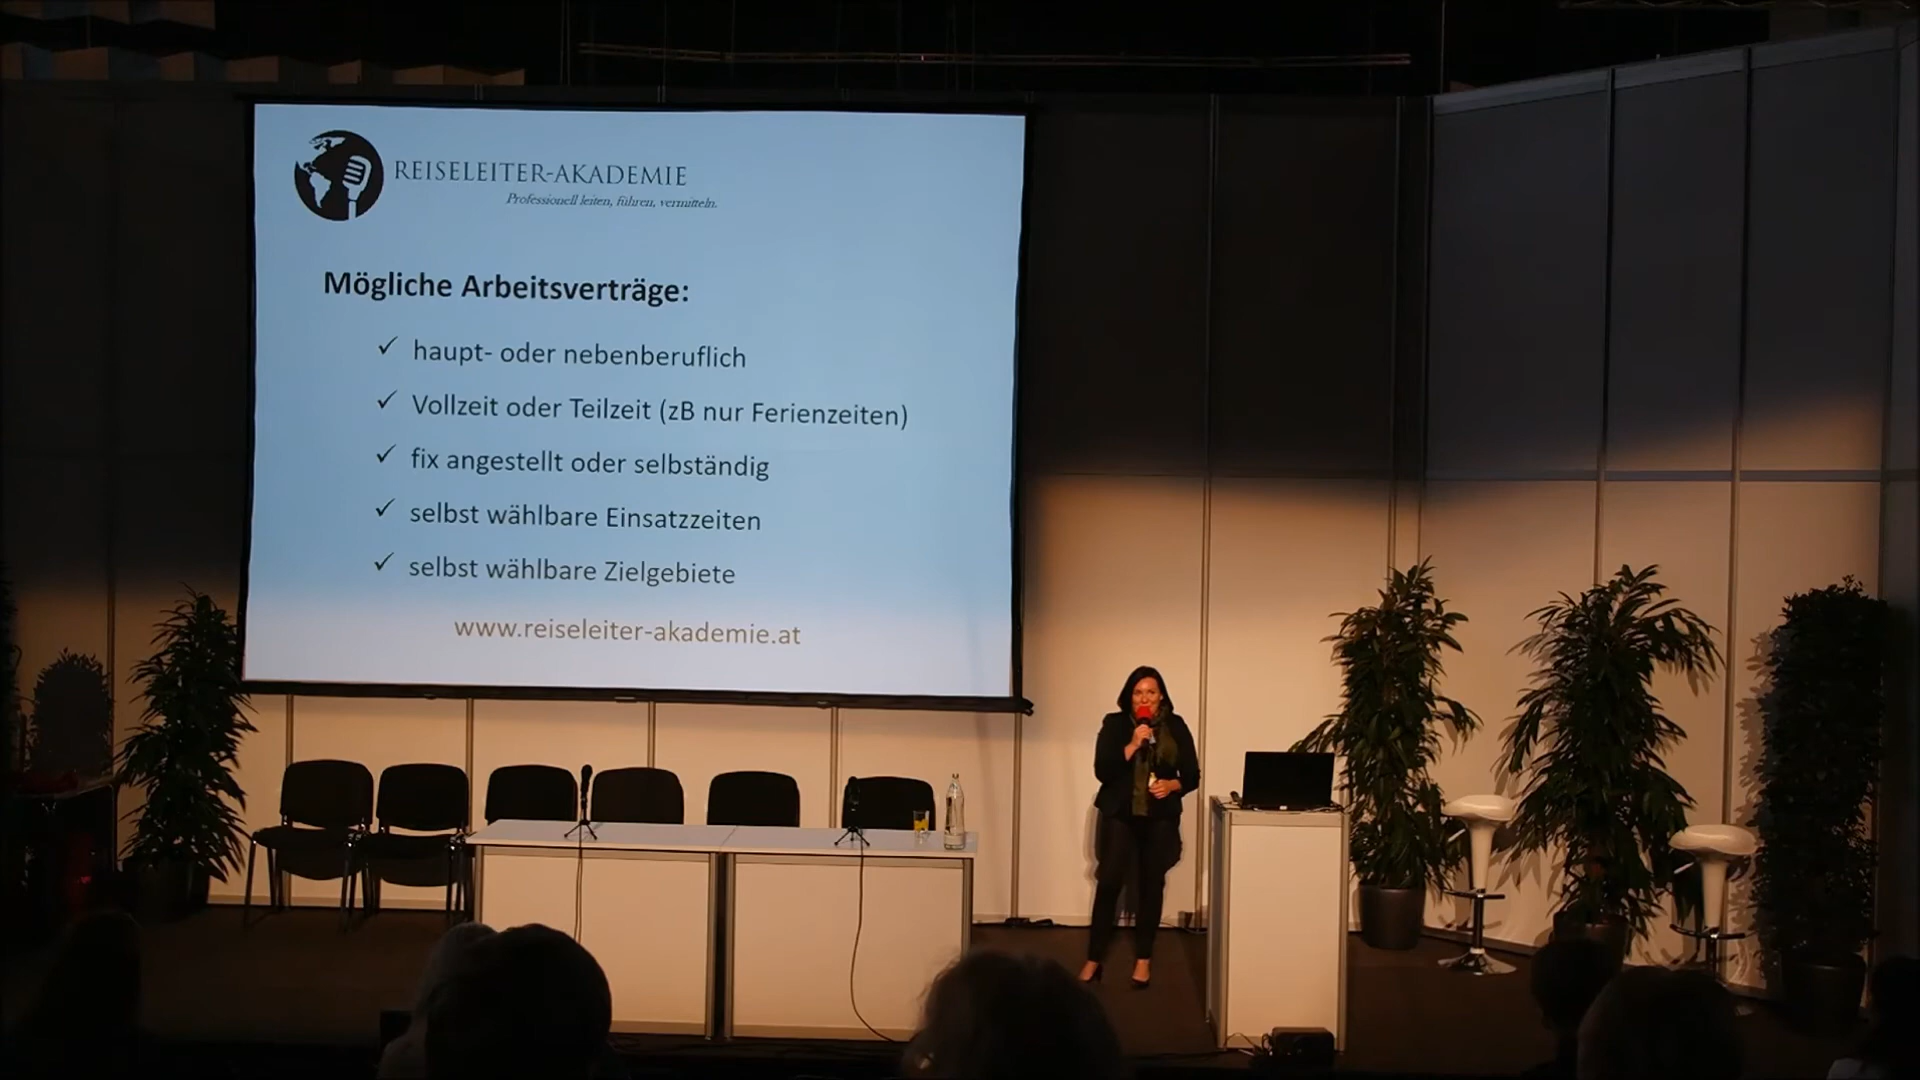 REISELEITER-AKADEMIE
Professionell leiten, führen, vermitteln.
Mögliche Arbeitsverträge:
✓ haupt- oder nebenberuflich
✓ Vollzeit oder Teilzeit (zB nur Ferienzeiten)
✓ fix angestellt oder selbständig
✓ selbst wählbare Einsatzzeiten
✓ selbst wählbare Zielgebiete
www.reiseleiter-akademie.at